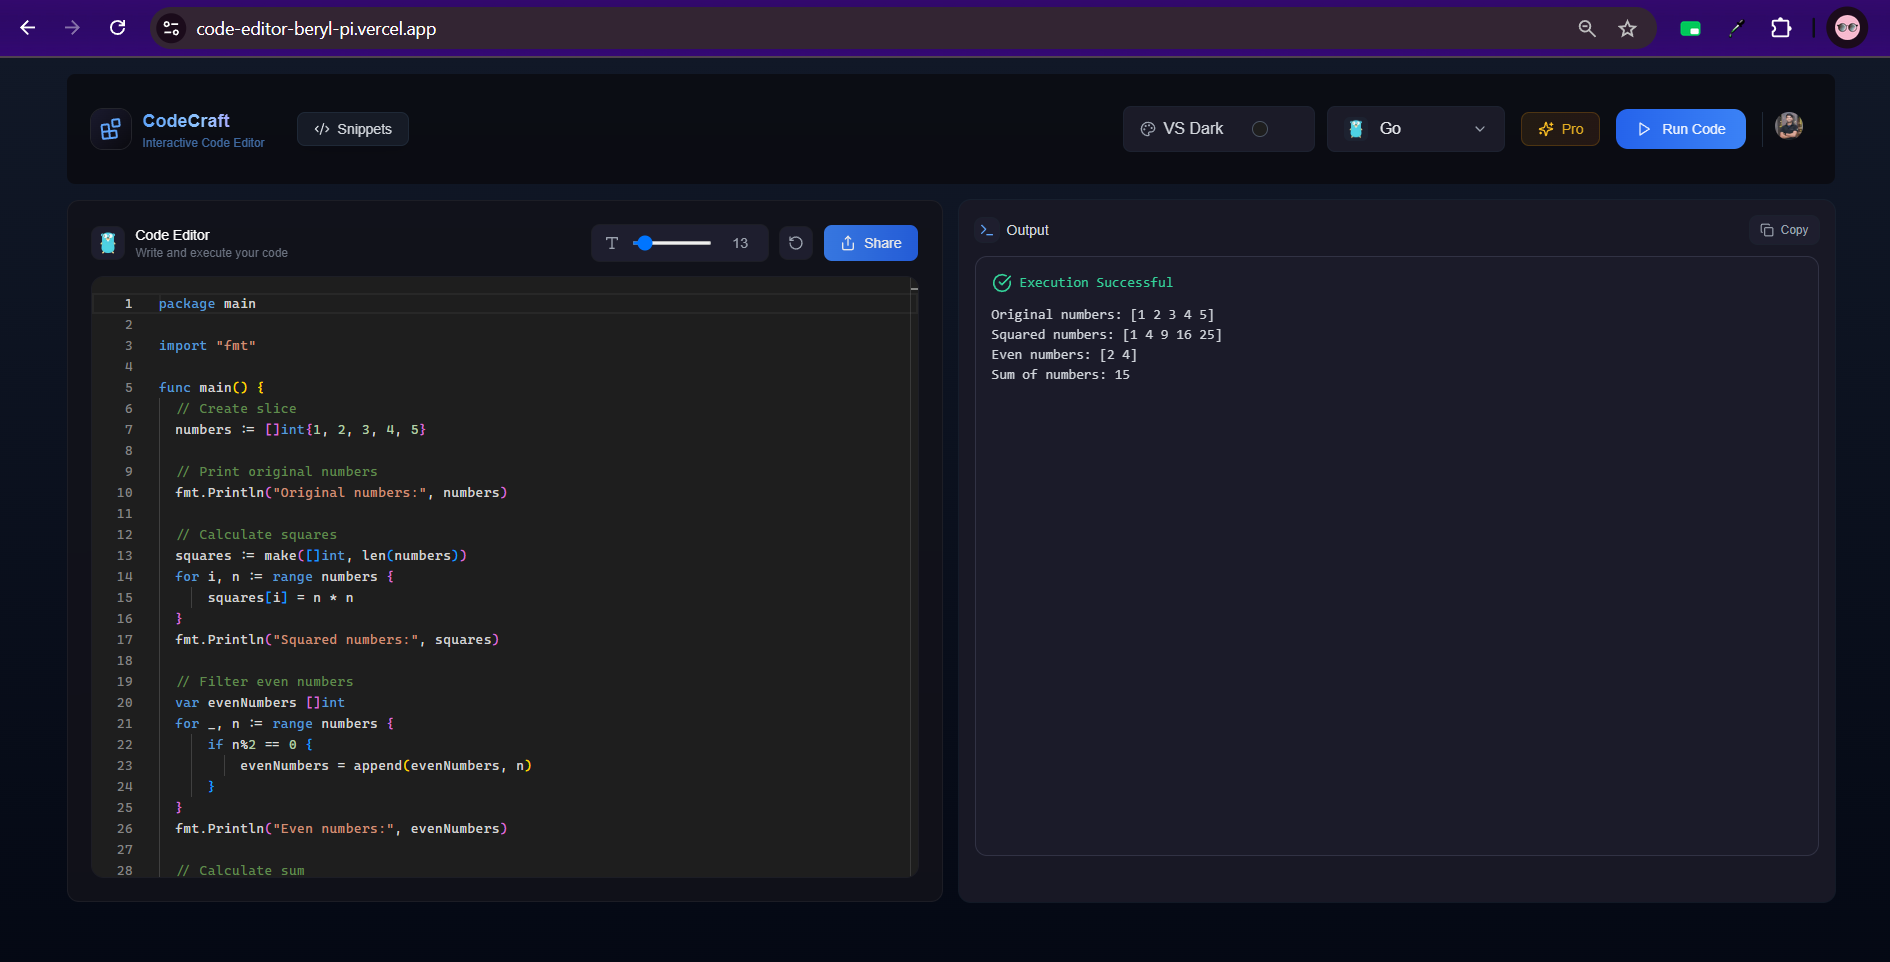 code-editor-beryl-pi.vercel.app
CodeCraft
Interactive Code Editor
</> Snippets
VS Dark
Go
Pro
Run Code
Code Editor
Write and execute your code
T 13
Share
1 package main
2
3 import "fmt"
4
5 func main() {
6 // Create slice
7 numbers := []int{1, 2, 3, 4, 5}
8
9 // Print original numbers
10 fmt.Println("Original numbers:", numbers)
11
12 // Calculate squares
13 squares := make([]int, len(numbers))
14 for i, n := range numbers {
15 squares[i] = n * n
16 }
17 fmt.Println("Squared numbers:", squares)
18
19 // Filter even numbers
20 var evenNumbers []int
21 for _, n := range numbers {
22 if n%2 == 0 {
23 evenNumbers = append(evenNumbers, n)
24 }
25 }
26 fmt.Println("Even numbers:", evenNumbers)
27
28 // Calculate sum
Output
Copy
Execution Successful
Original numbers: [1 2 3 4 5]
Squared numbers: [1 4 9 16 25]
Even numbers: [2 4]
Sum of numbers: 15